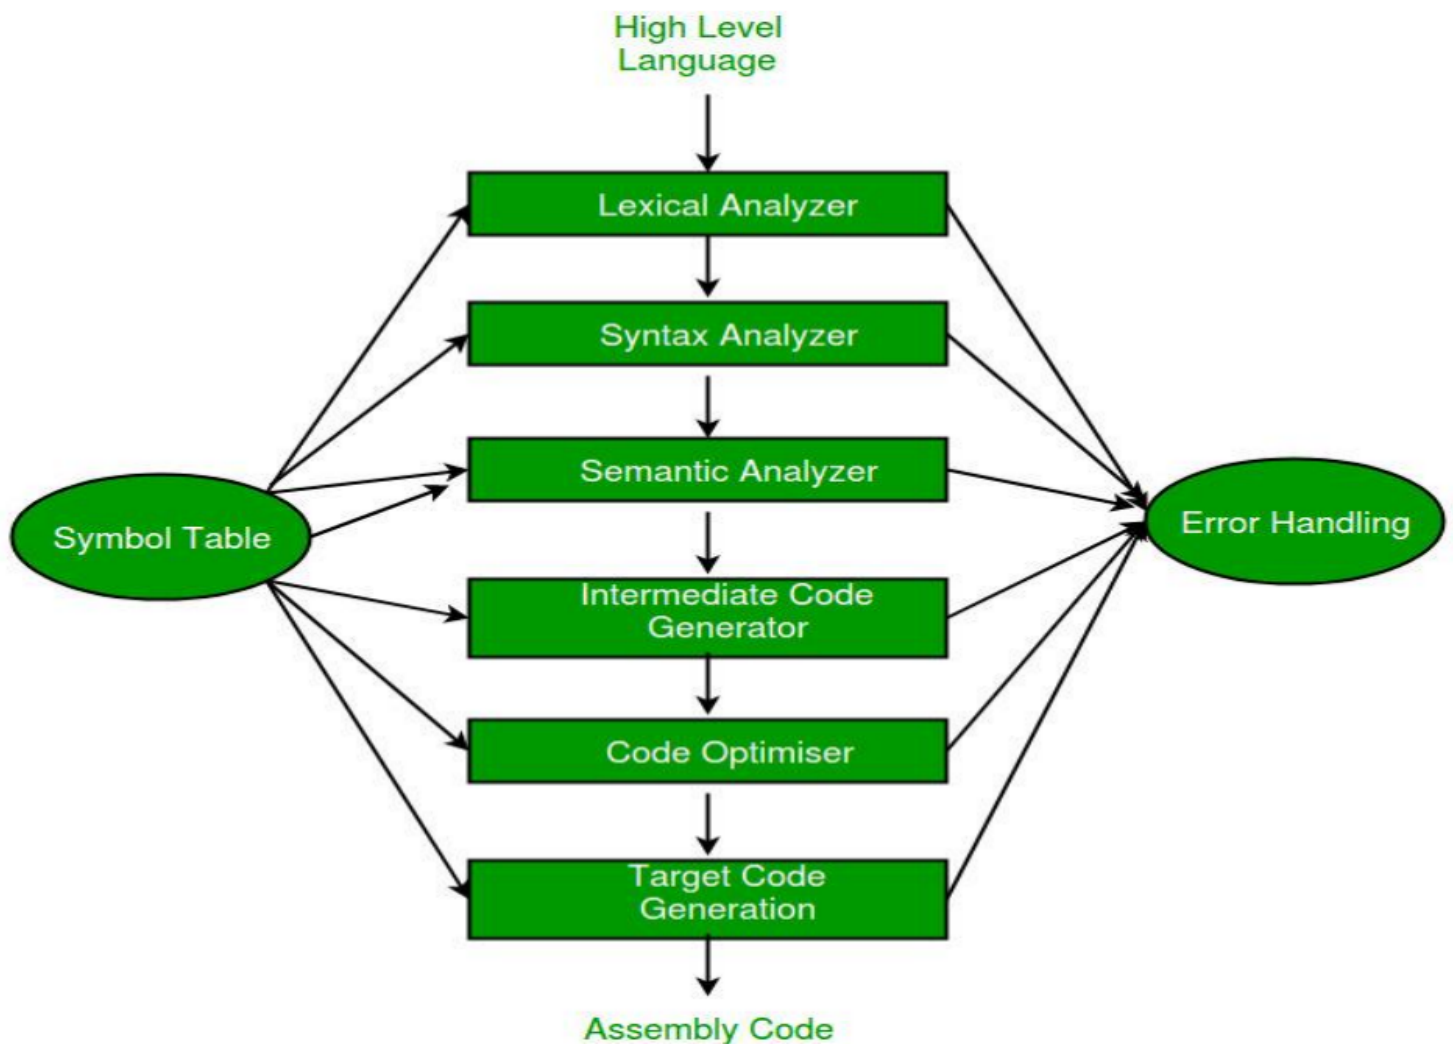 High Level
Language
Lexical Analyzer
Syntax Analyzer
Semantic Analyzer
Symbol Table
Error Handling
Intermediate Code
Generator
Code Optimiser
Target Code
Generation
Assembly Code